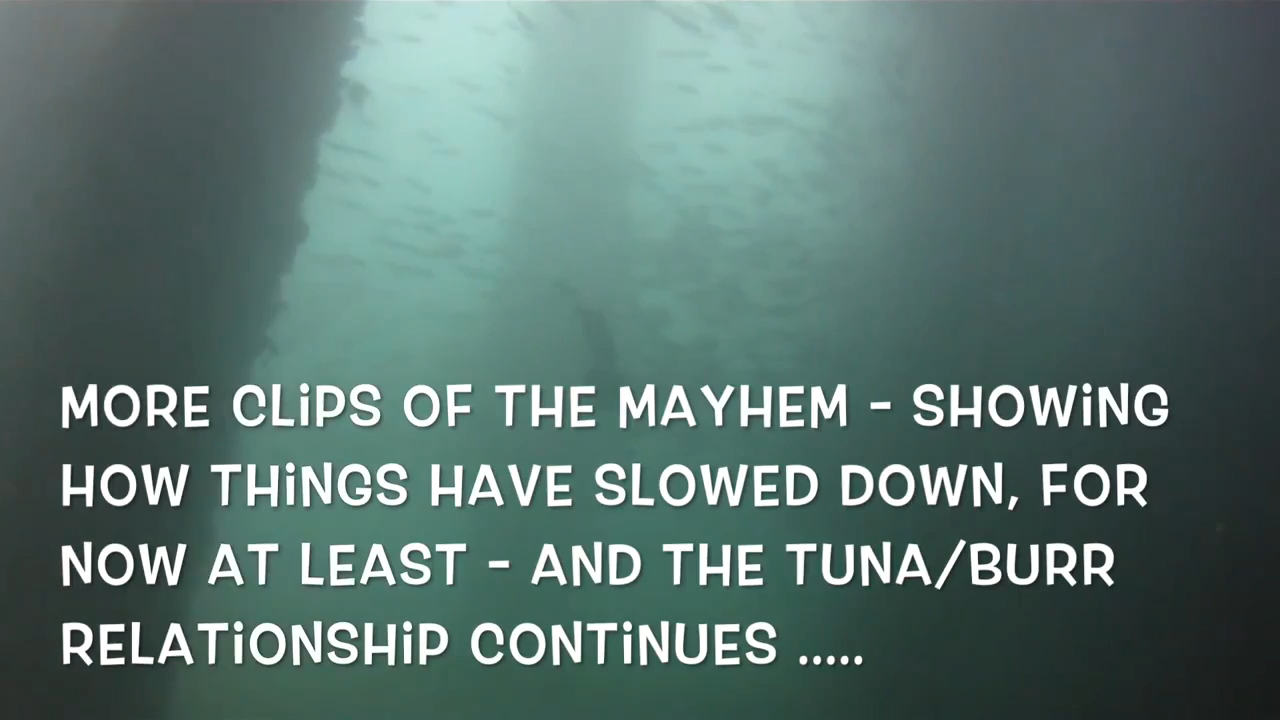 MORE CLiPS OF THE MAYHEM - SHOWiNG
HOW THiNGS HAVE SLOWED DOWN, FOR
NOW AT LEAST - AND THE TUNA/BURR
RELATiONSHiP CONTiNUES .....